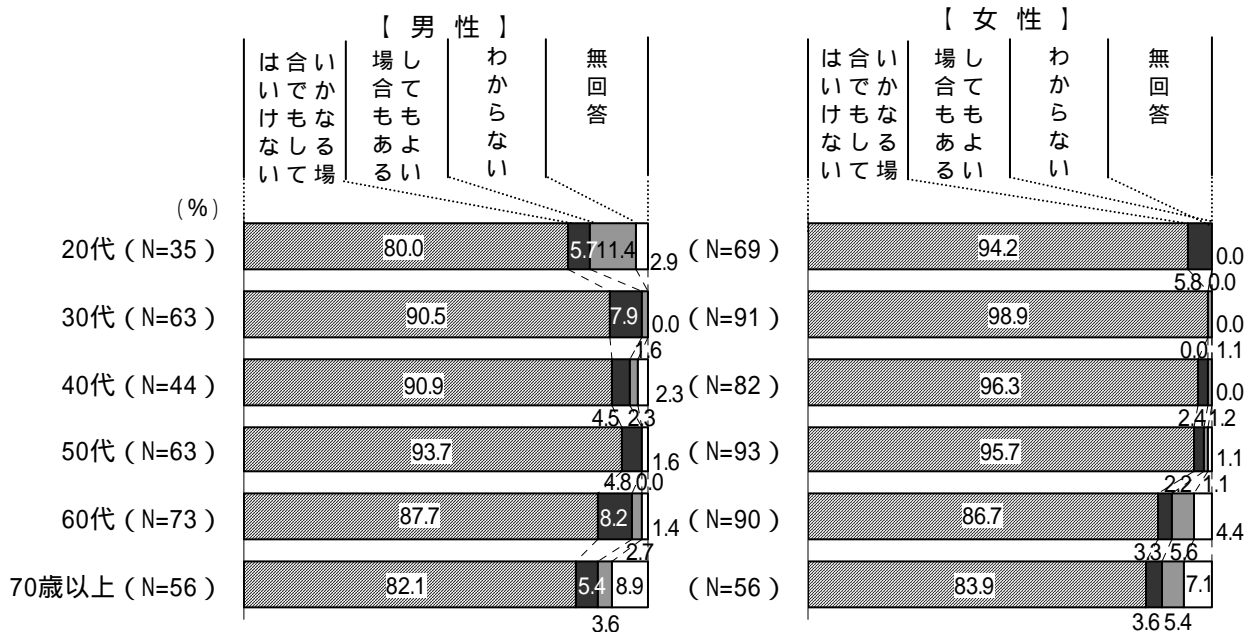 【 男 性 】
いかなる場
合でもして
はいけない
してもよい
場合もある
わからない
無回答
【 女 性 】
いかなる場
合でもして
はいけない
してもよい
場合もある
わからない
無回答
(%)
20代（N=35） 80.0 5.7 11.4 2.9 （N=69） 94.2 0.0
5.8 0.0
30代（N=63） 90.5 7.9 0.0 （N=91） 98.9 0.0
1.6 0.0 1.1
40代（N=44） 90.9 2.3 （N=82） 96.3 0.0
4.5 2.3 2.4 1.2
50代（N=63） 93.7 1.6 （N=93） 95.7 1.1
4.8 0.0 2.2 1.1
60代（N=73） 87.7 8.2 1.4 （N=90） 86.7 4.4
2.7 3.3 5.6
70歳以上（N=56） 82.1 5.4 8.9 （N=56） 83.9 7.1
3.6 3.6 5.4